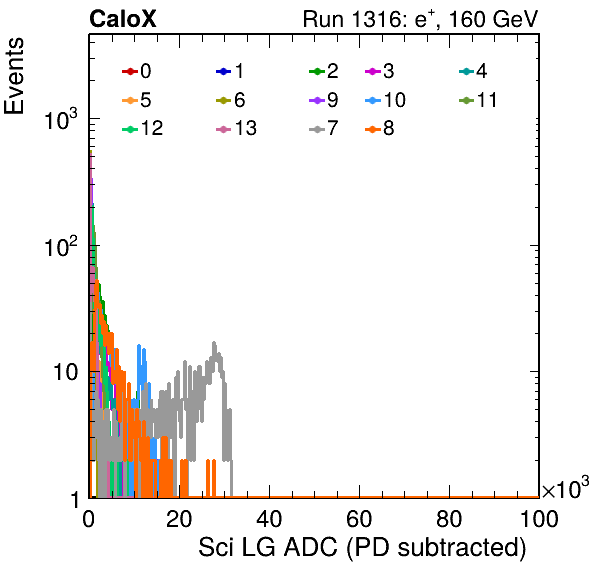 CaloX Run 1316: e⁺, 160 GeV
Events
0 1 2 3 4
5 6 9 10 11
12 13 7 8
10³
10²
10
1
0 20 40 60 80 100 ×10³
Sci LG ADC (PD subtracted)